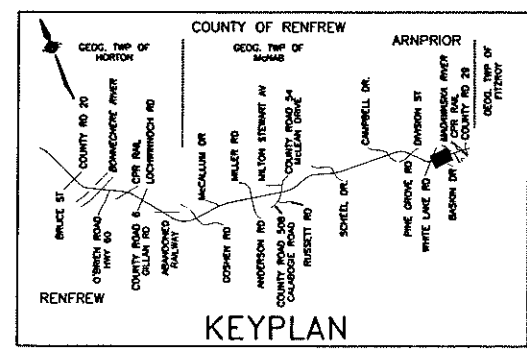 COUNTY OF RENFREW
GEOG. TWP OF
HORTON
GEOG. TWP OF
McNAB
ARNPRIOR
GEOG. TWP OF
FITZROY
BRUCE ST
COUNTY RD 20
BONNECHERE RIVER
O'BRIEN ROAD
HWY 60
CPR RAIL
COUNTY ROAD 6
GILLAN RD
LOCHWINNOCH RD
ABANDONED
RAILWAY
McCALLUM DR
GOSHEN RD
MILLER RD
ANDERSON RD
MILTON STEWART AV
COUNTY ROAD 508
CALABOGIE ROAD
COUNTY ROAD 54
McLEAN DRIVE
RUSSETT RD
SCHEEL DR.
CAMPBELL DR.
PINE GROVE RD
DIVISION ST
WHITE LAKE RD
MADAWASKA RIVER
CPR RAIL
BASKIN DR
COUNTY RD 29
RENFREW
KEYPLAN